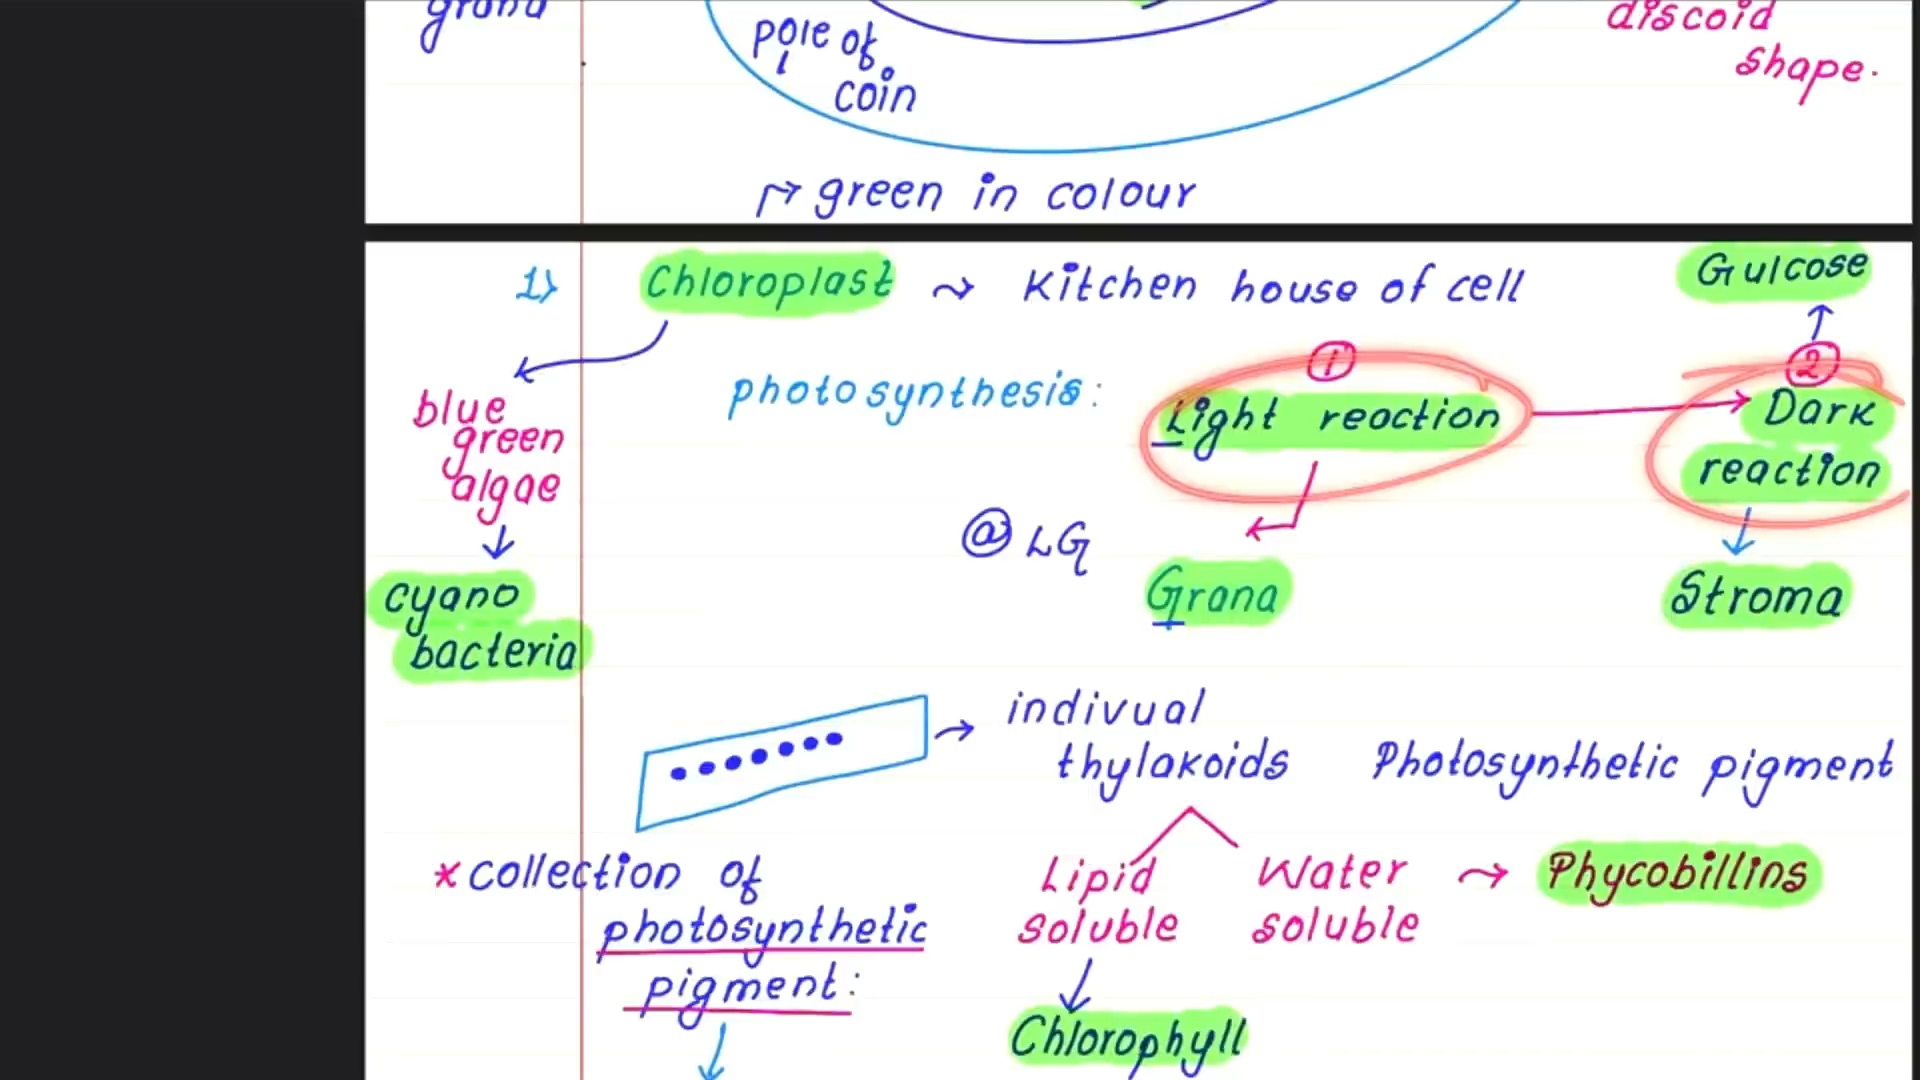 grana
pole of
coin
discoid
shape.
green in colour
1) Chloroplast ~> Kitchen house of cell
Gulcose
blue
green
algae
cyano
bacteria
photosynthesis:
1
Light reaction
2
Dark
reaction
@ LG
Grana
Stroma
indivual
thylakoids
Photosynthetic pigment
*collection of
photosynthetic
pigment:
Lipid
soluble
Water
soluble
Phycobillins
Chlorophyll